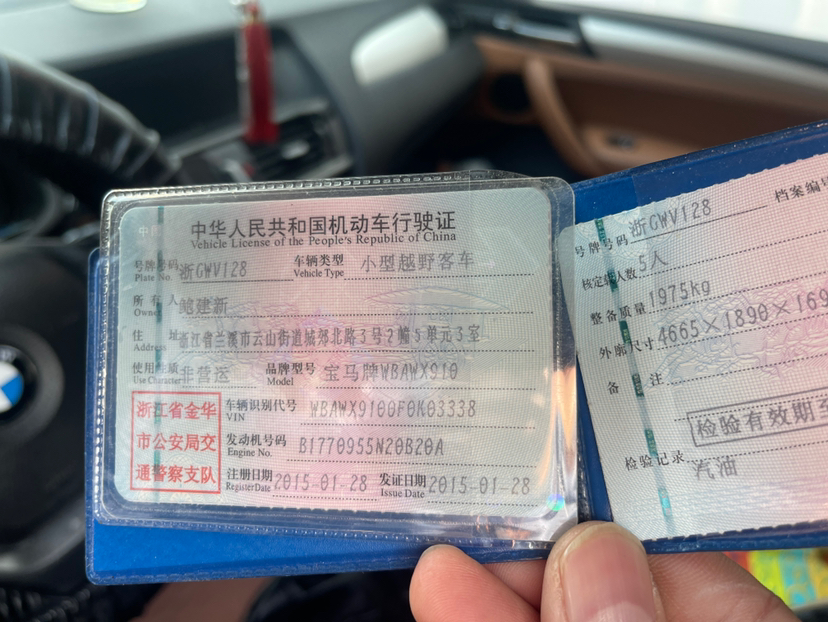 中华人民共和国机动车行驶证
Vehicle License of the People's Republic of China
号牌号码 浙GWV128 车辆类型 小型越野客车
Plate No. Vehicle Type
所有人 鲍建新
Owner
住址 浙江省兰溪市云山街道城郊北路3号2幢5单元3室
Address
使用性质 非营运 品牌型号 宝马牌WBAWX910
Use Character Model
浙江省金华
市公安局交
通警察支队
车辆识别代号 WBAWX9100F0K03338
VIN
发动机号码 B1770955N20B20A
Engine No.
注册日期 2015-01-28 发证日期 2015-01-28
Register Date Issue Date
号牌号码 浙GWV128 档案编号
核定载人数 5人
整备质量 1975kg
外廓尺寸 4665×1890×169
备注
检验有效期至
检验记录
汽油